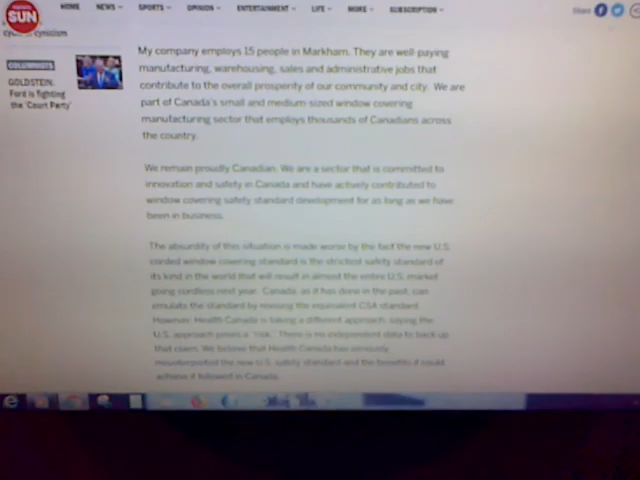 SUN
HOME NEWS SPORTS OPINION ENTERTAINMENT LIFE MORE SUBSCRIPTION
Share
cynicism
COLUMNISTS
GOLDSTEIN:
Ford is fighting
the 'Court Party'
My company employs 15 people in Markham. They are well-paying
manufacturing, warehousing, sales and administrative jobs that
contribute to the overall prosperity of our community and city. We are
part of Canada's small and medium-sized window covering
manufacturing sector that employs thousands of Canadians across
the country.
We remain proudly Canadian. We are a sector that is committed to
innovation and safety in Canada and have actively contributed to
window covering safety standard development for as long as we have
been in business.
The absurdity of this situation is made worse by the fact the new U.S.
corded window covering standard is the strictest safety standard of
its kind in the world that will result in almost the entire U.S. market
going cordless next year. Canada, as it has done in the past, can
emulate the standard by revising the equivalent CSA standard.
However, Health Canada is taking a different approach, saying the
U.S. approach poses a "risk". There is no independent data to back up
that claim. We believe that Health Canada has seriously
misinterpreted the new U.S. safety standard and the benefits it could
achieve if followed in Canada.